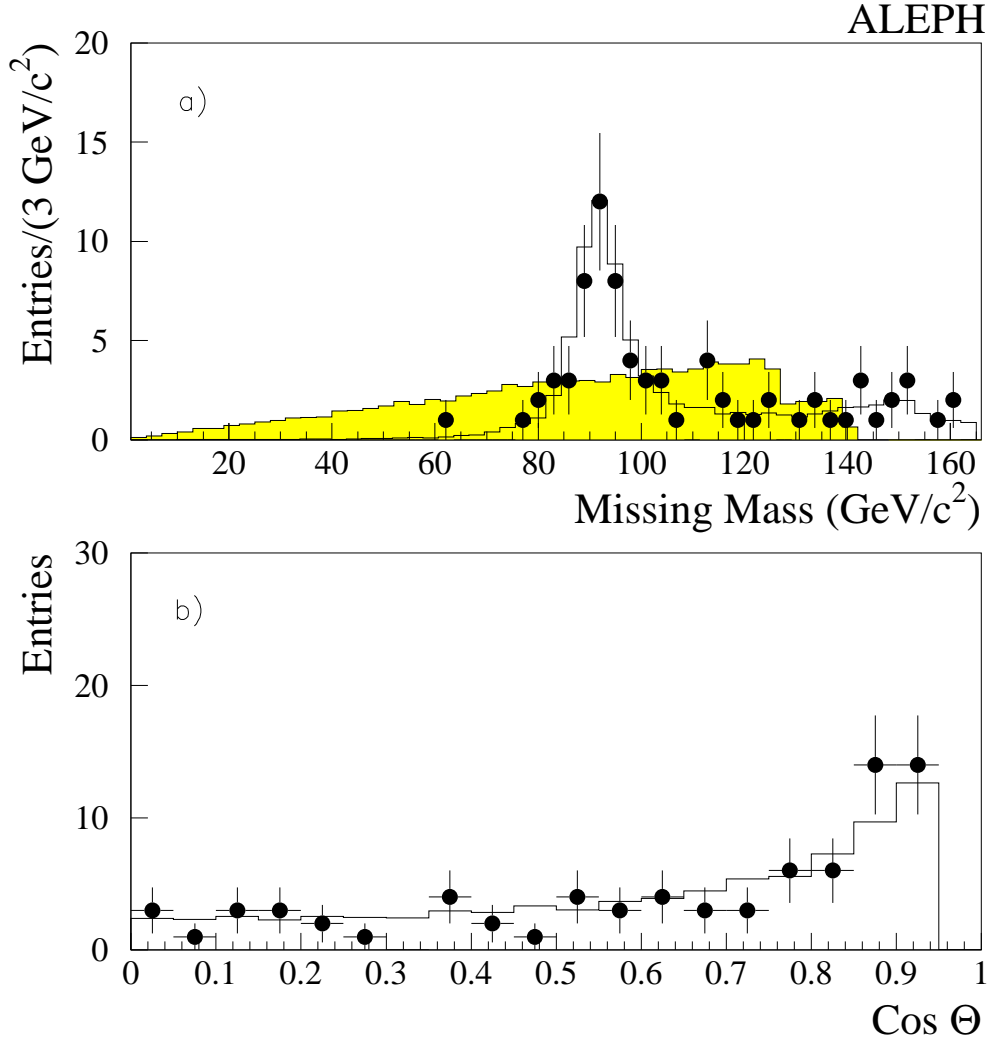 ALEPH
Entries/(3 GeV/c²)
20
15
10
5
0
a)
20 40 60 80 100 120 140 160
Missing Mass (GeV/c²)
Entries
30
20
10
0
b)
0 0.1 0.2 0.3 0.4 0.5 0.6 0.7 0.8 0.9 1
Cos Θ